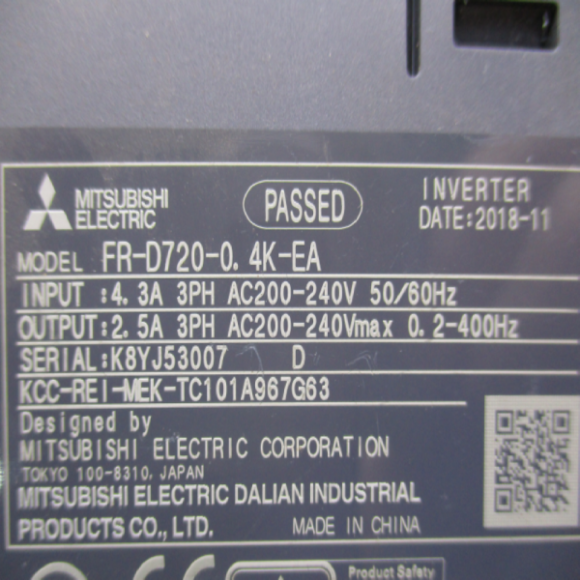 MITSUBISHI
ELECTRIC
PASSED
INVERTER
DATE:2018-11
MODEL FR-D720-0.4K-EA
INPUT :4.3A 3PH AC200-240V 50/60Hz
OUTPUT:2.5A 3PH AC200-240Vmax 0.2-400Hz
SERIAL:K8YJ53007 D
KCC-REI-MEK-TC101A967G63
Designed by
MITSUBISHI ELECTRIC CORPORATION
TOKYO 100-8310, JAPAN
MITSUBISHI ELECTRIC DALIAN INDUSTRIAL
PRODUCTS CO., LTD. MADE IN CHINA
Product Safety